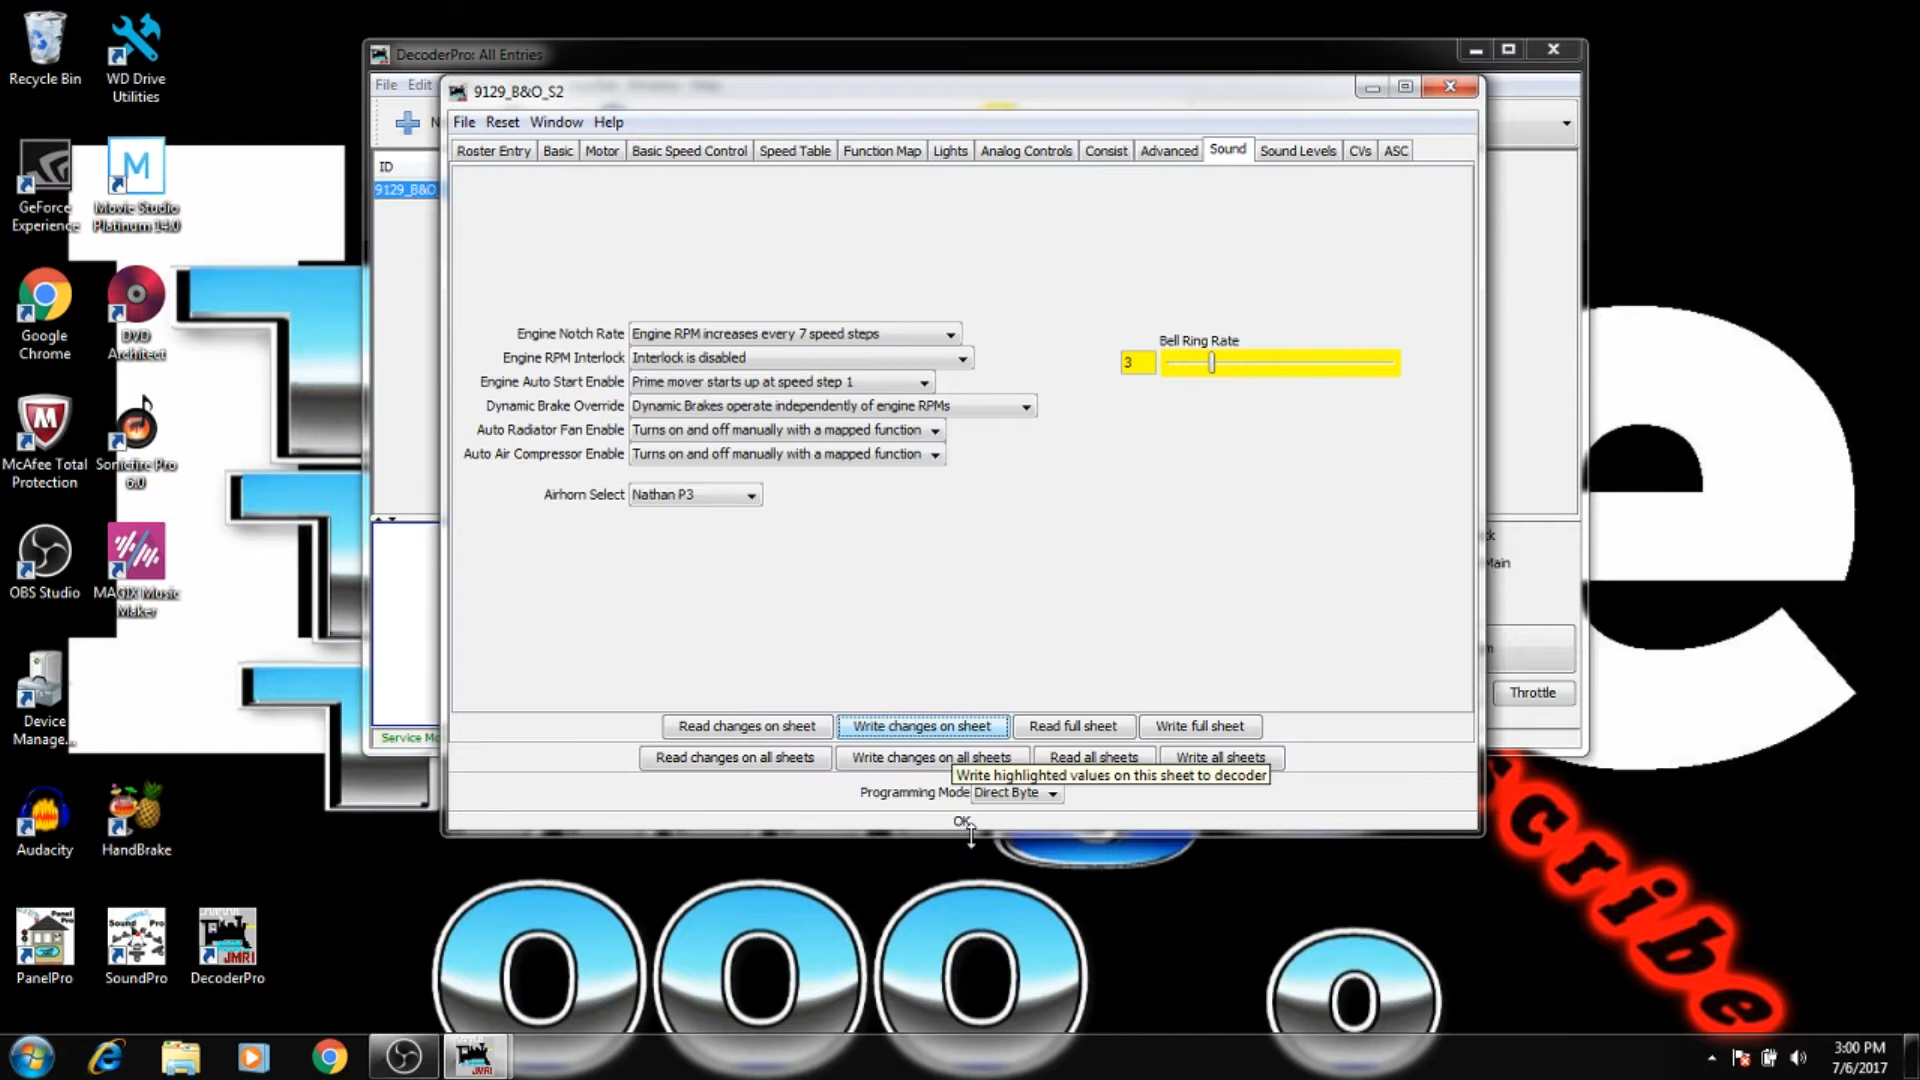 Recycle Bin
WD Drive
Utilities
GeForce
Experience
Movie Studio
Platinum 14.0
Google
Chrome
DVD
Architect
McAfee Total
Protection
Sonicfire Pro
6.0
OBS Studio
MAGIX Music
Maker
Device
Manage...
Audacity
HandBrake
PanelPro
SoundPro
DecoderPro
DecoderPro: All Entries
File Edit
ID
9129_B&O_
9129_B&O_S2
File Reset Window Help
Roster Entry Basic Motor Basic Speed Control Speed Table Function Map Lights Analog Controls Consist Advanced Sound Sound Levels CVs ASC
Engine Notch Rate Engine RPM increases every 7 speed steps
Engine RPM Interlock Interlock is disabled
Engine Auto Start Enable Prime mover starts up at speed step 1
Dynamic Brake Override Dynamic Brakes operate independently of engine RPMs
Auto Radiator Fan Enable Turns on and off manually with a mapped function
Auto Air Compressor Enable Turns on and off manually with a mapped function
Airhorn Select Nathan P3
Bell Ring Rate
3
Read changes on sheet Write changes on sheet Read full sheet Write full sheet
Read changes on all sheets Write changes on all sheets Read all sheets Write all sheets
Write highlighted values on this sheet to decoder
Programming Mode Direct Byte
OK
Throttle
Main
Service Mo
e
scribe
3:00 PM
7/6/2017